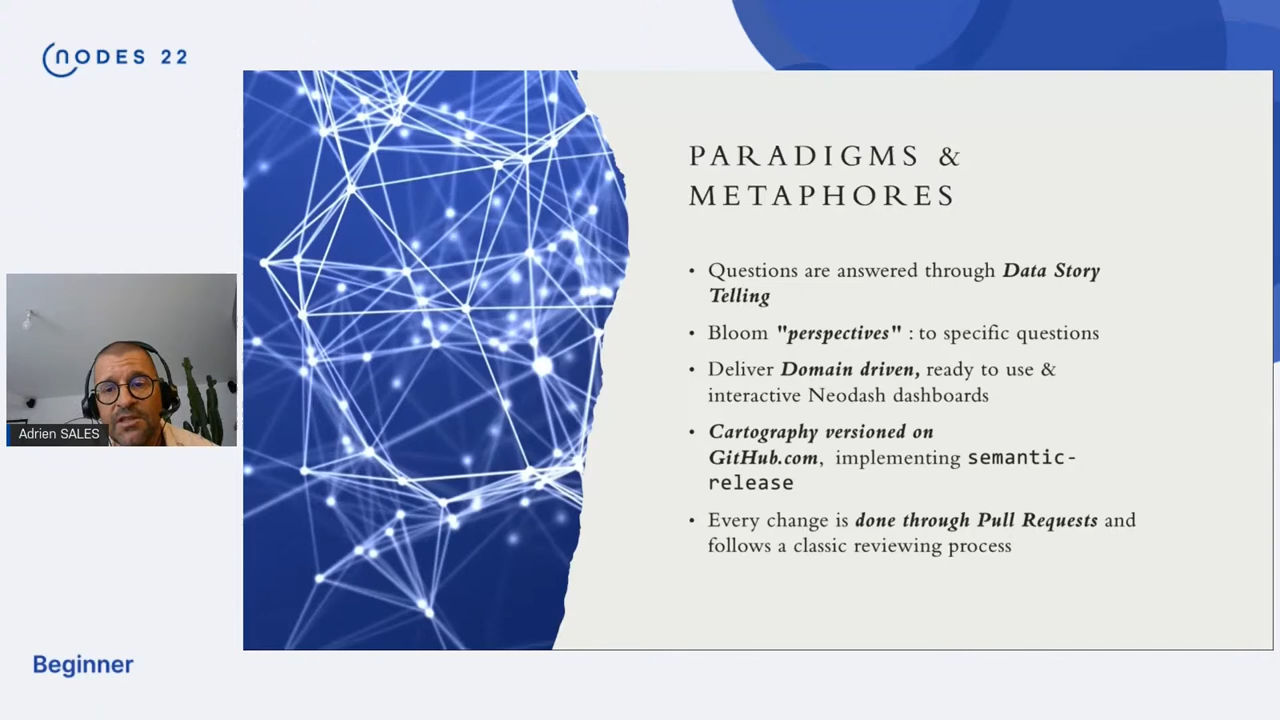 NODES 22
PARADIGMS &
METAPHORES
• Questions are answered through Data Story
Telling
• Bloom "perspectives" : to specific questions
• Deliver Domain driven, ready to use &
interactive Neodash dashboards
• Cartography versioned on
GitHub.com, implementing semantic-
release
• Every change is done through Pull Requests and
follows a classic reviewing process
Adrien SALES
Beginner